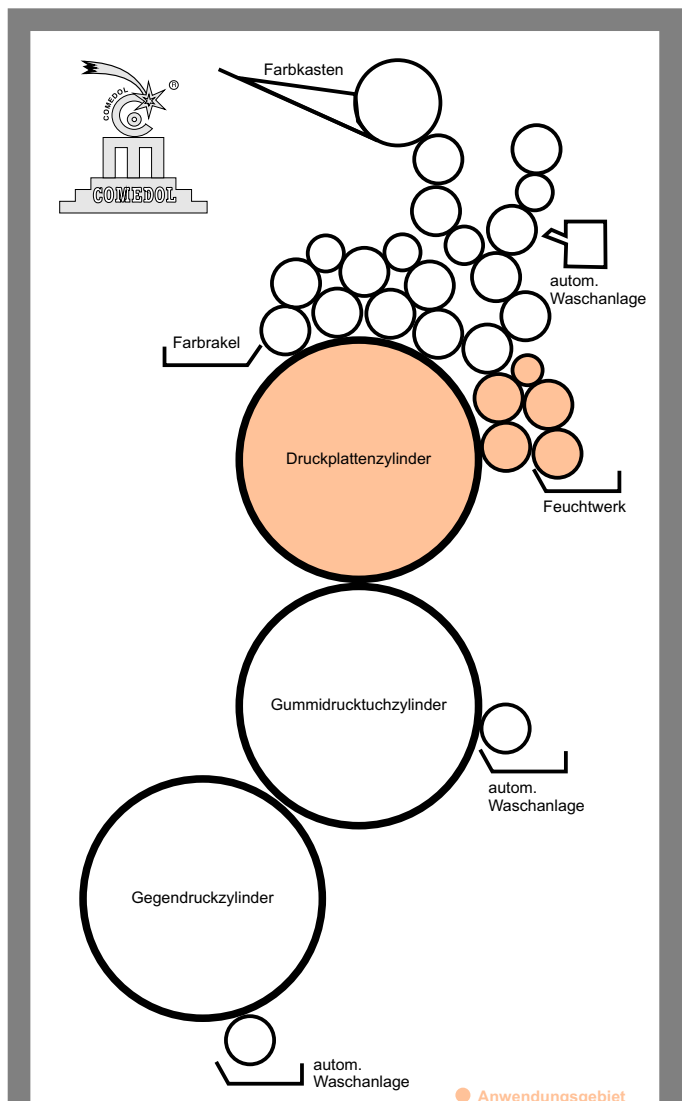 Farbkasten
®
COMEDOL
COMEDOL
autom.
Waschanlage
Farbrakel
Druckplattenzylinder
Feuchtwerk
Gummidrucktuchzylinder
autom.
Waschanlage
Gegendruckzylinder
autom.
Waschanlage
Anwendungsgebiet